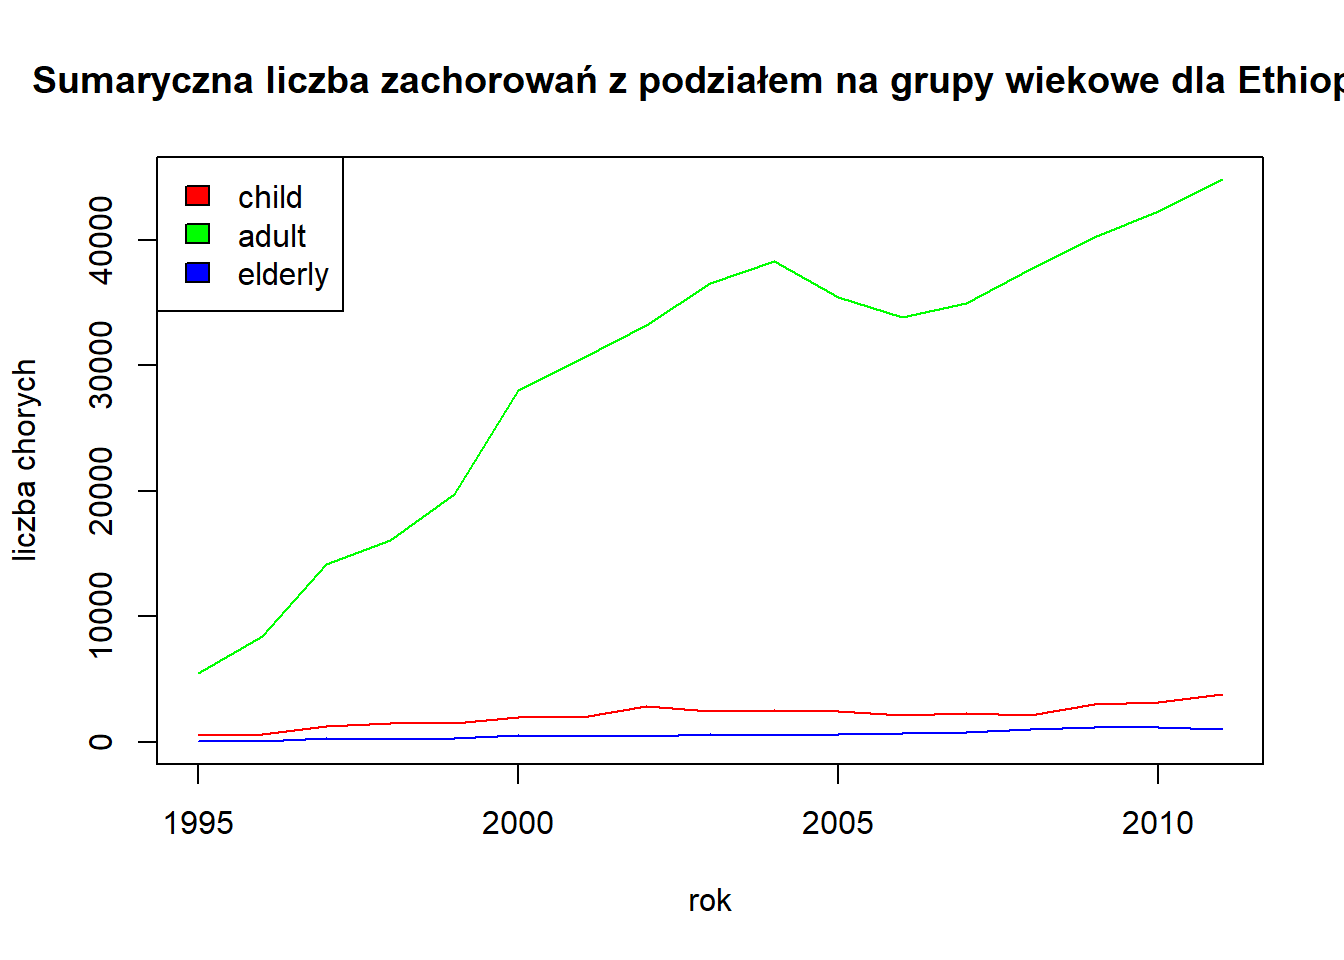 Sumaryczna liczba zachorowań z podziałem na grupy wiekowe dla Ethiop
child
adult
elderly
liczba chorych
40000
30000
20000
10000
0
1995 2000 2005 2010
rok